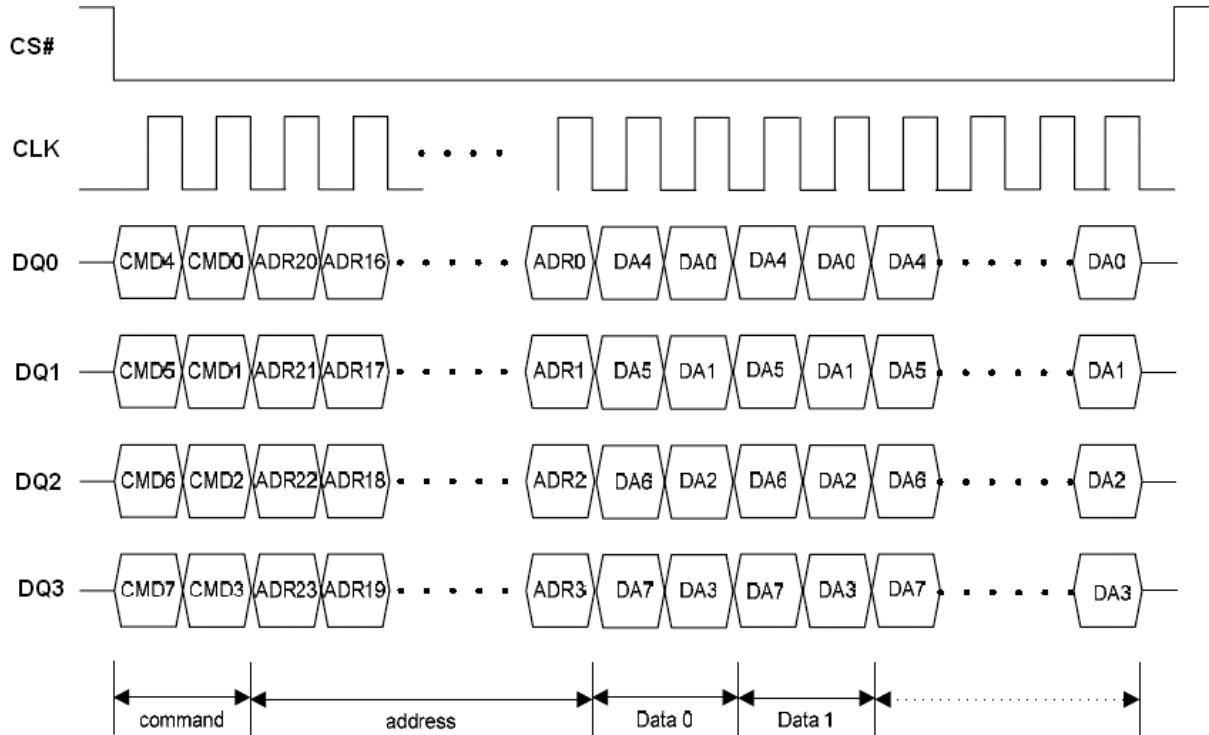 CS#
CLK
DQ0 CMD4 CMD0 ADR20 ADR16 ADR0 DA4 DA0 DA4 DA0 DA4 DA0
DQ1 CMD5 CMD1 ADR21 ADR17 ADR1 DA5 DA1 DA5 DA1 DA5 DA1
DQ2 CMD6 CMD2 ADR22 ADR18 ADR2 DA6 DA2 DA6 DA2 DA6 DA2
DQ3 CMD7 CMD3 ADR23 ADR19 ADR3 DA7 DA3 DA7 DA3 DA7 DA3
command address Data 0 Data 1